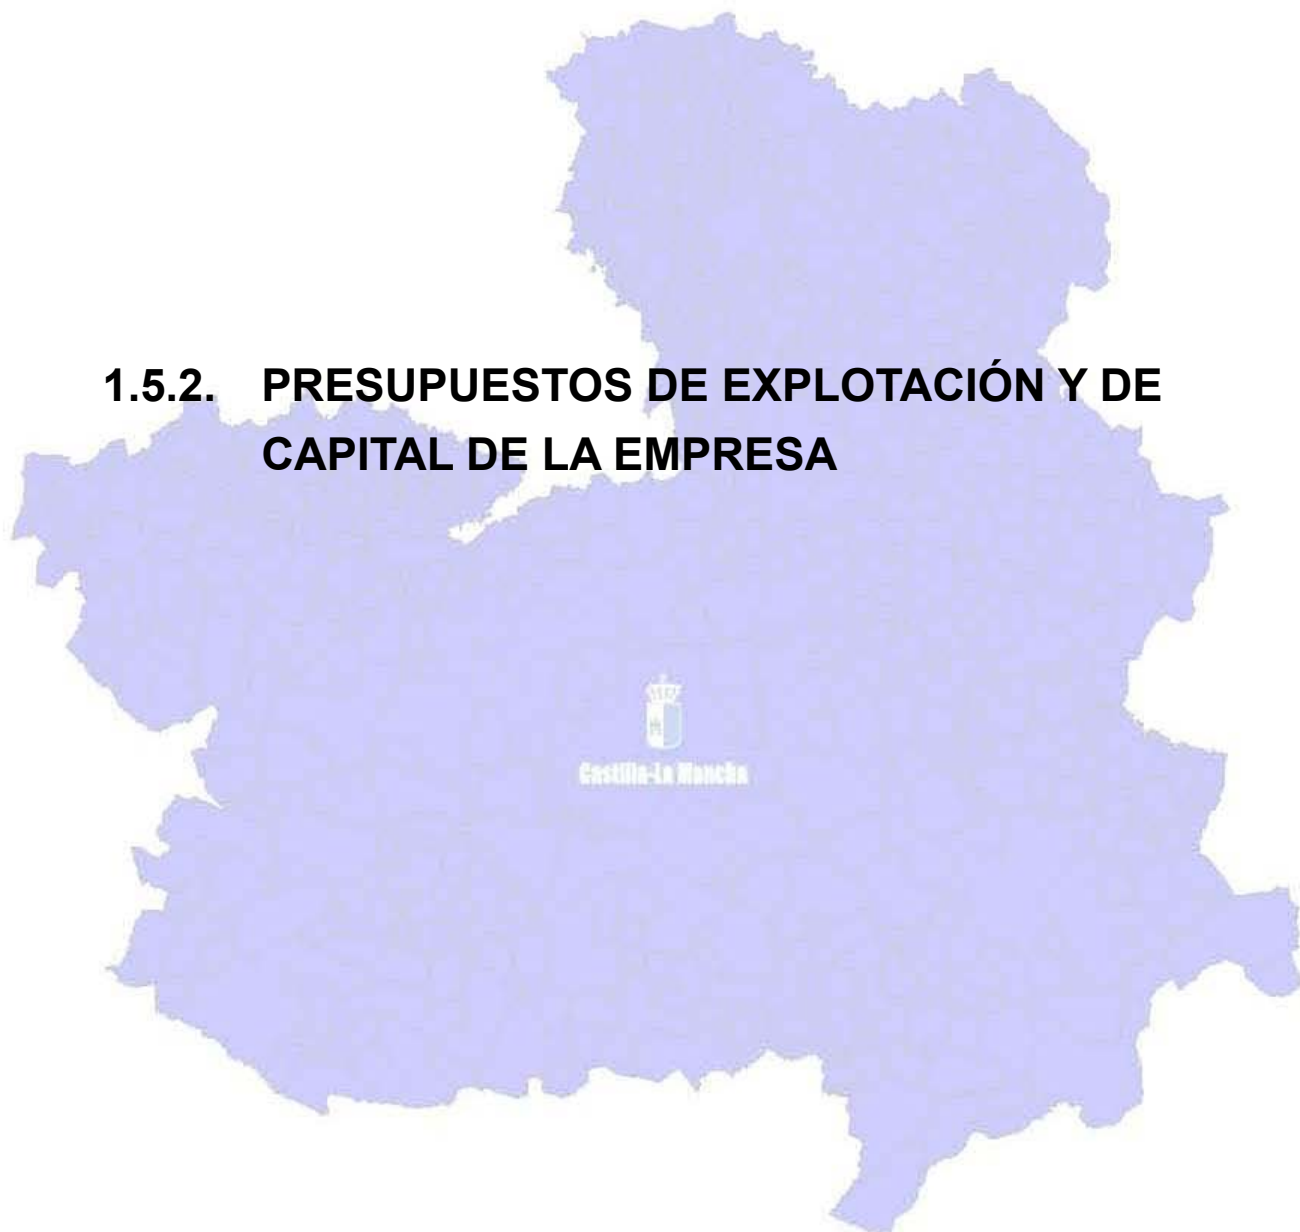 1.5.2. PRESUPUESTOS DE EXPLOTACIÓN Y DE
CAPITAL DE LA EMPRESA
Castilla-La Mancha